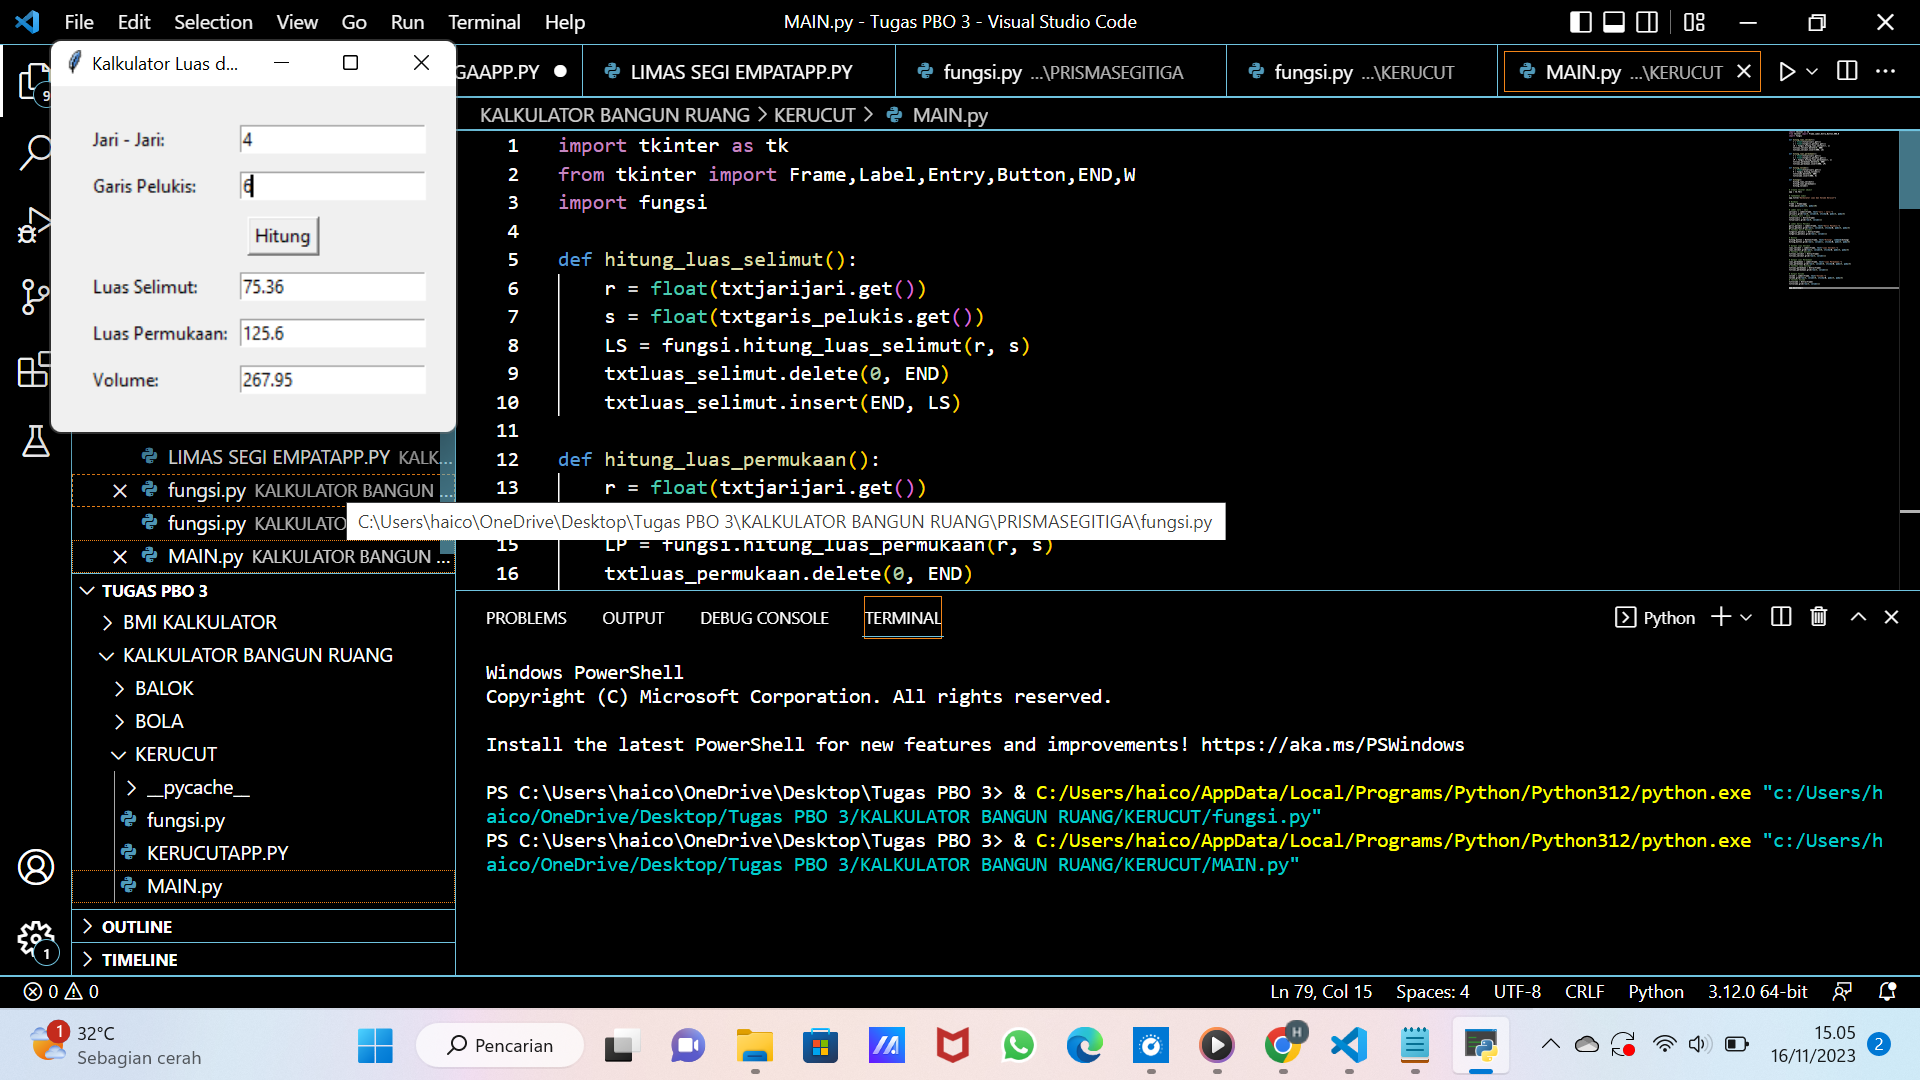 File Edit Selection View Go Run Terminal Help
MAIN.py - Tugas PBO 3 - Visual Studio Code
Kalkulator Luas d...
GAAPP.PY
LIMAS SEGI EMPATAPP.PY
fungsi.py ...\PRISMASEGITIGA
fungsi.py ...\KERUCUT
MAIN.py ...\KERUCUT
KALKULATOR BANGUN RUANG > KERUCUT > MAIN.py
9
Jari - Jari: 4
Garis Pelukis: 6
Hitung
Luas Selimut: 75.36
Luas Permukaan: 125.6
Volume: 267.95
1 import tkinter as tk
2 from tkinter import Frame,Label,Entry,Button,END,W
3 import fungsi
4
5 def hitung_luas_selimut():
6 r = float(txtjarijari.get())
7 s = float(txtgaris_pelukis.get())
8 LS = fungsi.hitung_luas_selimut(r, s)
9 txtluas_selimut.delete(0, END)
10 txtluas_selimut.insert(END, LS)
11
12 def hitung_luas_permukaan():
13 r = float(txtjarijari.get())
15 LP = fungsi.hitung_luas_permukaan(r, s)
16 txtluas_permukaan.delete(0, END)
LIMAS SEGI EMPATAPP.PY KALK...
fungsi.py KALKULATOR BANGUN ...
fungsi.py KALKULATO
C:\Users\haico\OneDrive\Desktop\Tugas PBO 3\KALKULATOR BANGUN RUANG\PRISMASEGITIGA\fungsi.py
MAIN.py KALKULATOR BANGUN ...
TUGAS PBO 3
BMI KALKULATOR
KALKULATOR BANGUN RUANG
BALOK
BOLA
KERUCUT
__pycache__
fungsi.py
KERUCUTAPP.PY
MAIN.py
OUTLINE
TIMELINE
1
PROBLEMS OUTPUT DEBUG CONSOLE TERMINAL
Python
Windows PowerShell
Copyright (C) Microsoft Corporation. All rights reserved.
Install the latest PowerShell for new features and improvements! https://aka.ms/PSWindows
PS C:\Users\haico\OneDrive\Desktop\Tugas PBO 3> & C:/Users/haico/AppData/Local/Programs/Python/Python312/python.exe "c:/Users/h
aico/OneDrive/Desktop/Tugas PBO 3/KALKULATOR BANGUN RUANG/KERUCUT/fungsi.py"
PS C:\Users\haico\OneDrive\Desktop\Tugas PBO 3> & C:/Users/haico/AppData/Local/Programs/Python/Python312/python.exe "c:/Users/h
aico/OneDrive/Desktop/Tugas PBO 3/KALKULATOR BANGUN RUANG/KERUCUT/MAIN.py"
0 0
Ln 79, Col 15 Spaces: 4 UTF-8 CRLF Python 3.12.0 64-bit
1
32°C
Sebagian cerah
Pencarian
H
15.05
16/11/2023
2